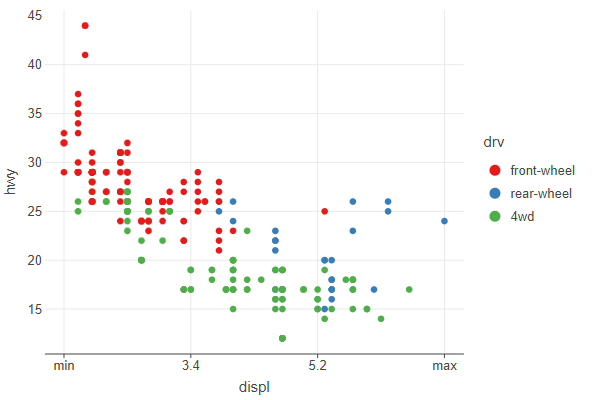 45
40
35
30
25
20
15
hwy
min
3.4
5.2
max
displ
drv
front-wheel
rear-wheel
4wd